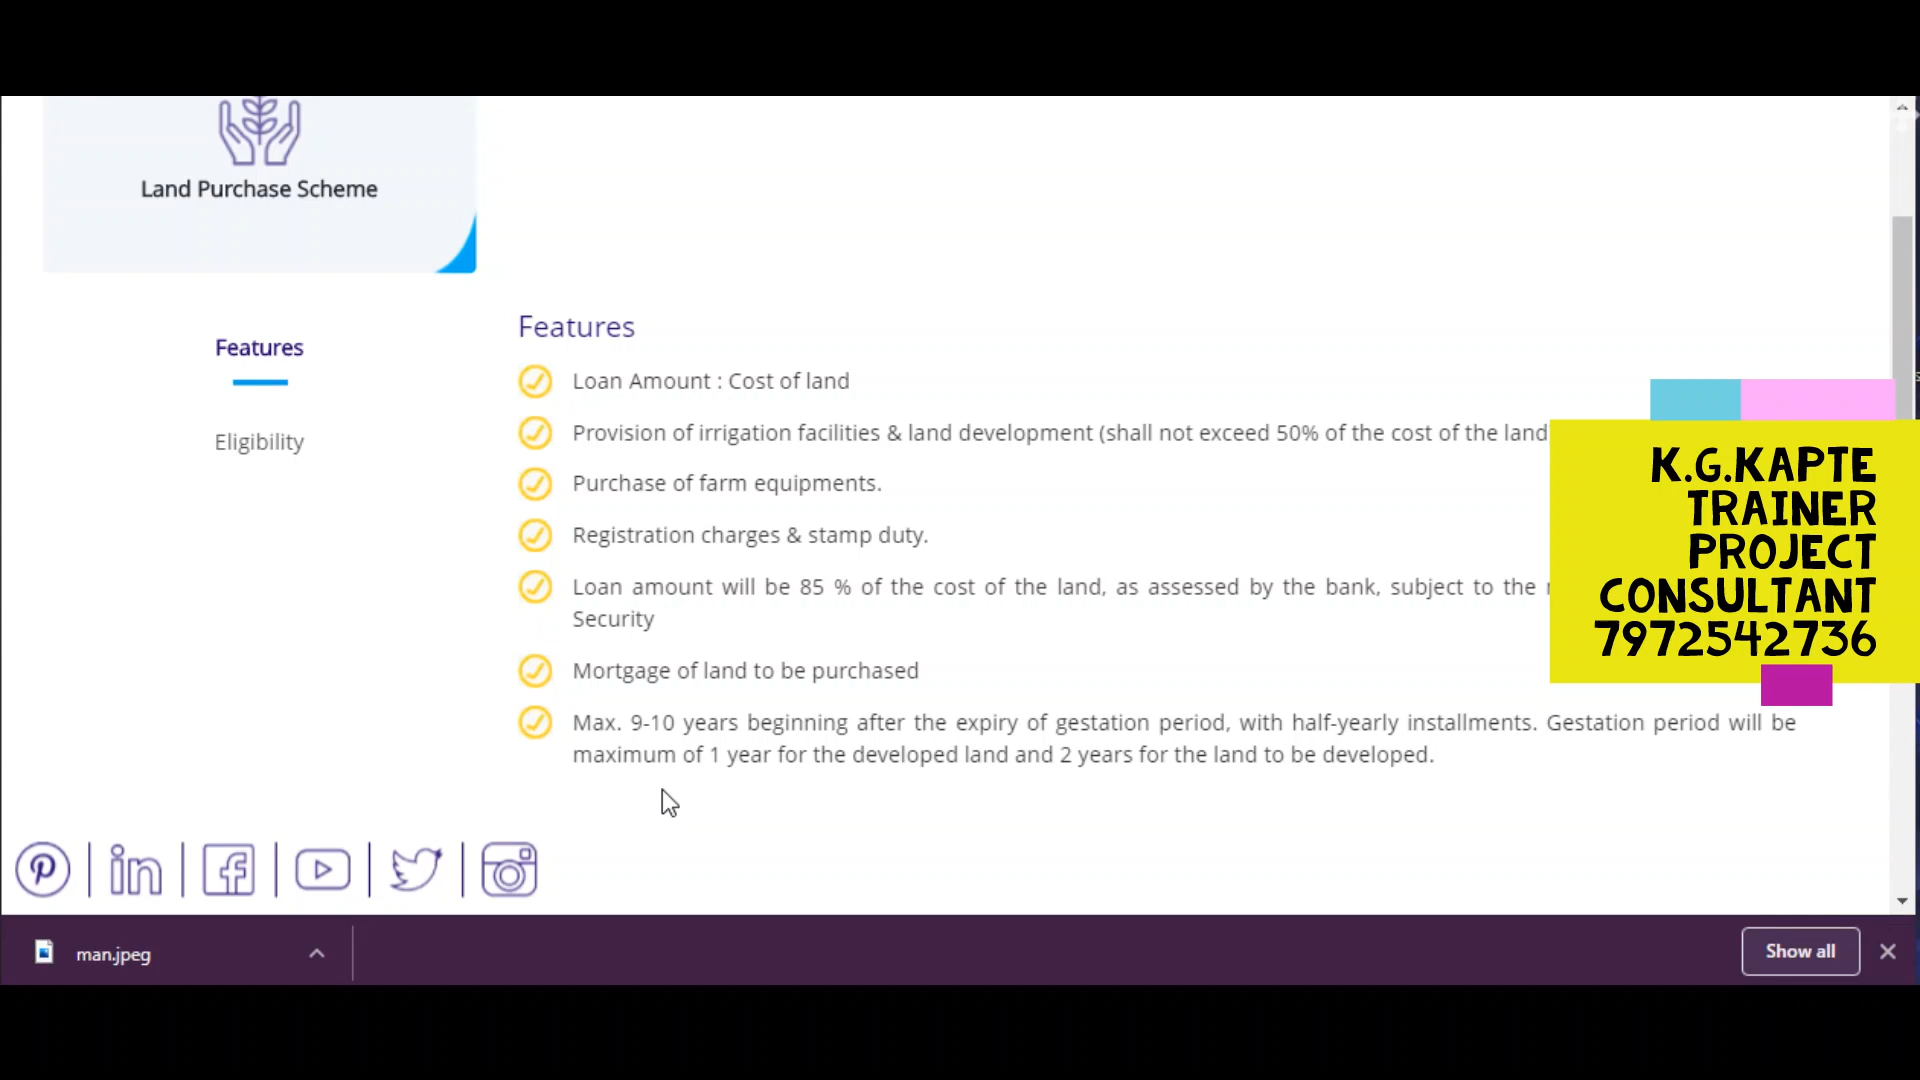 Land Purchase Scheme
Features
Eligibility
Features
Loan Amount : Cost of land
Provision of irrigation facilities & land development (shall not exceed 50% of the cost of the land
Purchase of farm equipments.
Registration charges & stamp duty.
Loan amount will be 85 % of the cost of the land, as assessed by the bank, subject to the
Security
Mortgage of land to be purchased
Max. 9-10 years beginning after the expiry of gestation period, with half-yearly installments. Gestation period will be
maximum of 1 year for the developed land and 2 years for the land to be developed.
K.G.KAPTE
TRAINER
PROJECT
CONSULTANT
7972542736
man.jpeg
Show all